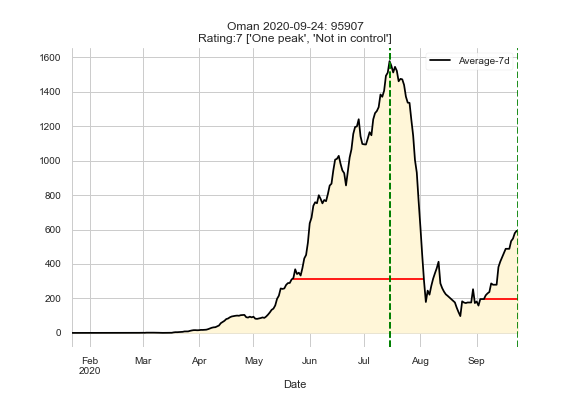 Oman 2020-09-24: 95907
Rating:7 ['One peak', 'Not in control']
Average-7d
1600
1400
1200
1000
800
600
400
200
0
Feb Mar Apr May Jun Jul Aug Sep
2020
Date